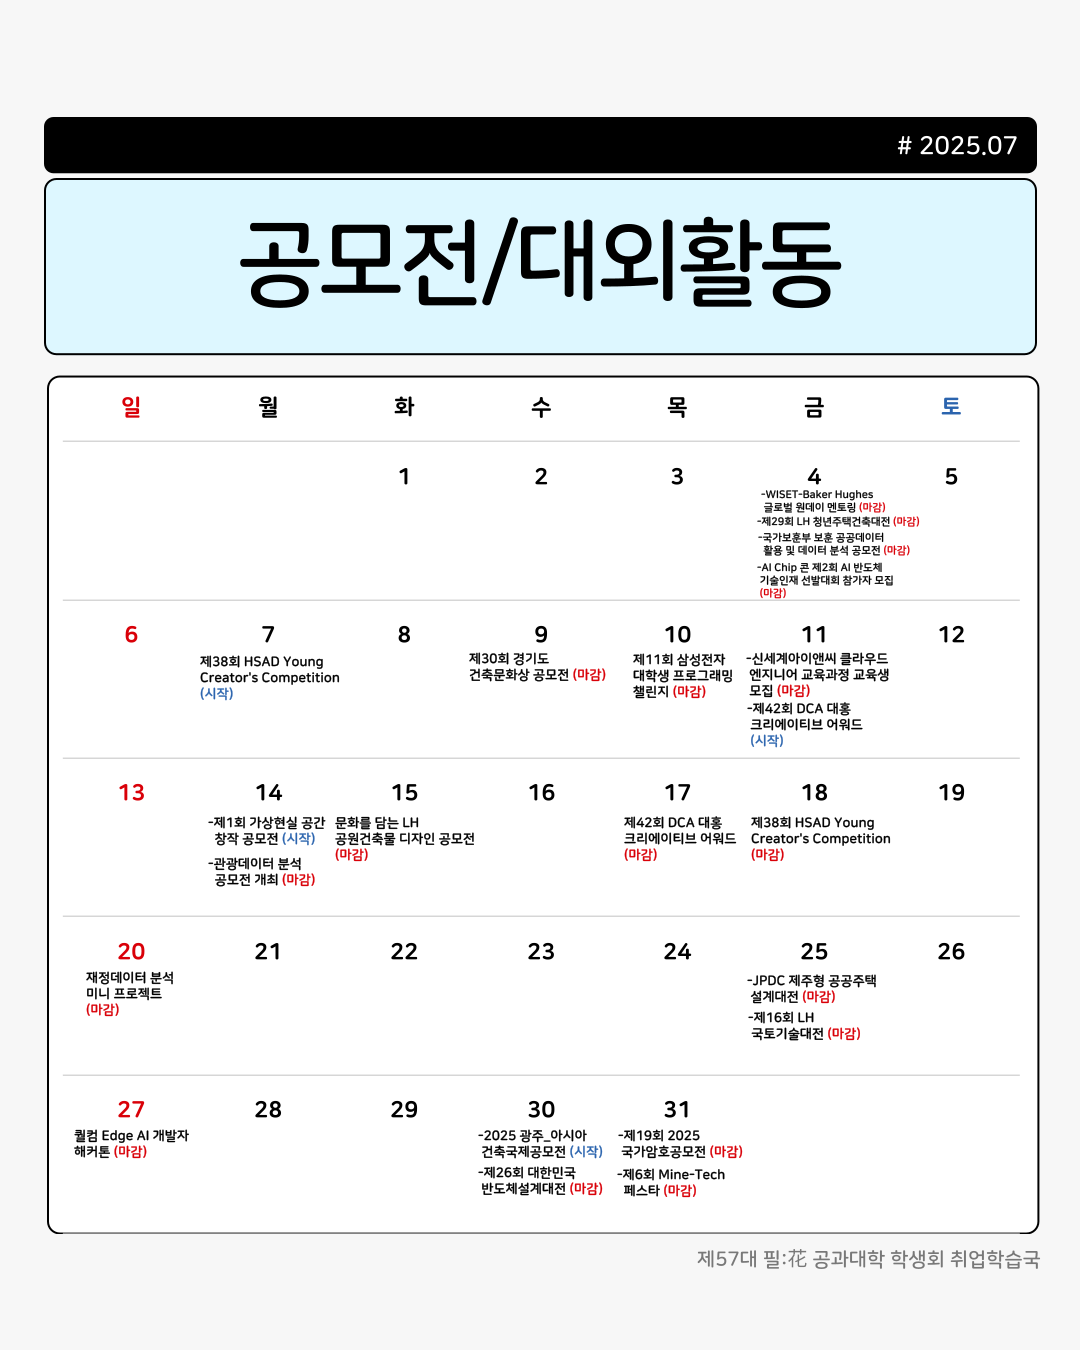 # 2025.07
공모전/대외활동
일 월 화 수 목 금 토
1 2 3 4 5
-WISET-Baker Hughes
글로벌 원데이 멘토링 (마감)
-제29회 LH 청년주택건축대전 (마감)
-국가보훈부 보훈 공공데이터
활용 및 데이터 분석 공모전 (마감)
-AI Chip 콘 제2회 AI 반도체
기술인재 선발대회 참가자 모집
(마감)
6 7 8 9 10 11 12
제38회 HSAD Young
Creator's Competition
(시작)
제30회 경기도
건축문화상 공모전 (마감)
제11회 삼성전자
대학생 프로그래밍
챌린지 (마감)
-신세계아이앤씨 클라우드
엔지니어 교육과정 교육생
모집 (마감)
-제42회 DCA 대홍
크리에이티브 어워드
(시작)
13 14 15 16 17 18 19
-제1회 가상현실 공간
창작 공모전 (시작)
-관광데이터 분석
공모전 개최 (마감)
문화를 담는 LH
공원건축물 디자인 공모전
(마감)
제42회 DCA 대홍
크리에이티브 어워드
(마감)
제38회 HSAD Young
Creator's Competition
(마감)
20 21 22 23 24 25 26
재정데이터 분석
미니 프로젝트
(마감)
-JPDC 제주형 공공주택
설계대전 (마감)
-제16회 LH
국토기술대전 (마감)
27 28 29 30 31
퀄컴 Edge AI 개발자
해커톤 (마감)
-2025 광주_아시아
건축국제공모전 (시작)
-제26회 대한민국
반도체설계대전 (마감)
-제19회 2025
국가암호공모전 (마감)
-제6회 Mine-Tech
페스타 (마감)
제57대 필:花 공과대학 학생회 취업학습국